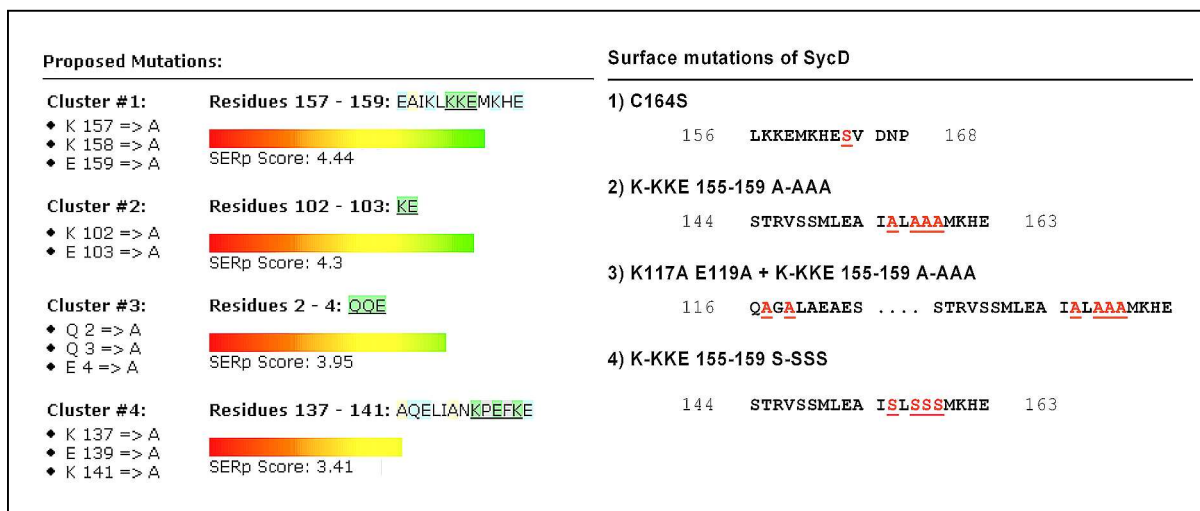 Proposed Mutations:
Cluster #1:
Residues 157 - 159: EAIKLKKEMKHE
◆ K 157 => A
◆ K 158 => A
◆ E 159 => A
SERp Score: 4.44
Cluster #2:
Residues 102 - 103: KE
◆ K 102 => A
◆ E 103 => A
SERp Score: 4.3
Cluster #3:
Residues 2 - 4: QQE
◆ Q 2 => A
◆ Q 3 => A
◆ E 4 => A
SERp Score: 3.95
Cluster #4:
Residues 137 - 141: AQELIANKPEFKE
◆ K 137 => A
◆ E 139 => A
◆ K 141 => A
SERp Score: 3.41
Surface mutations of SycD
1) C164S
156 LKKEMKHESV DNP 168
2) K-KKE 155-159 A-AAA
144 STRVSSMLEA IALAAAMKHE 163
3) K117A E119A + K-KKE 155-159 A-AAA
116 QAGALAEAES .... STRVSSMLEA IALAAAMKHE
4) K-KKE 155-159 S-SSS
144 STRVSSMLEA ISLSSSMKHE 163